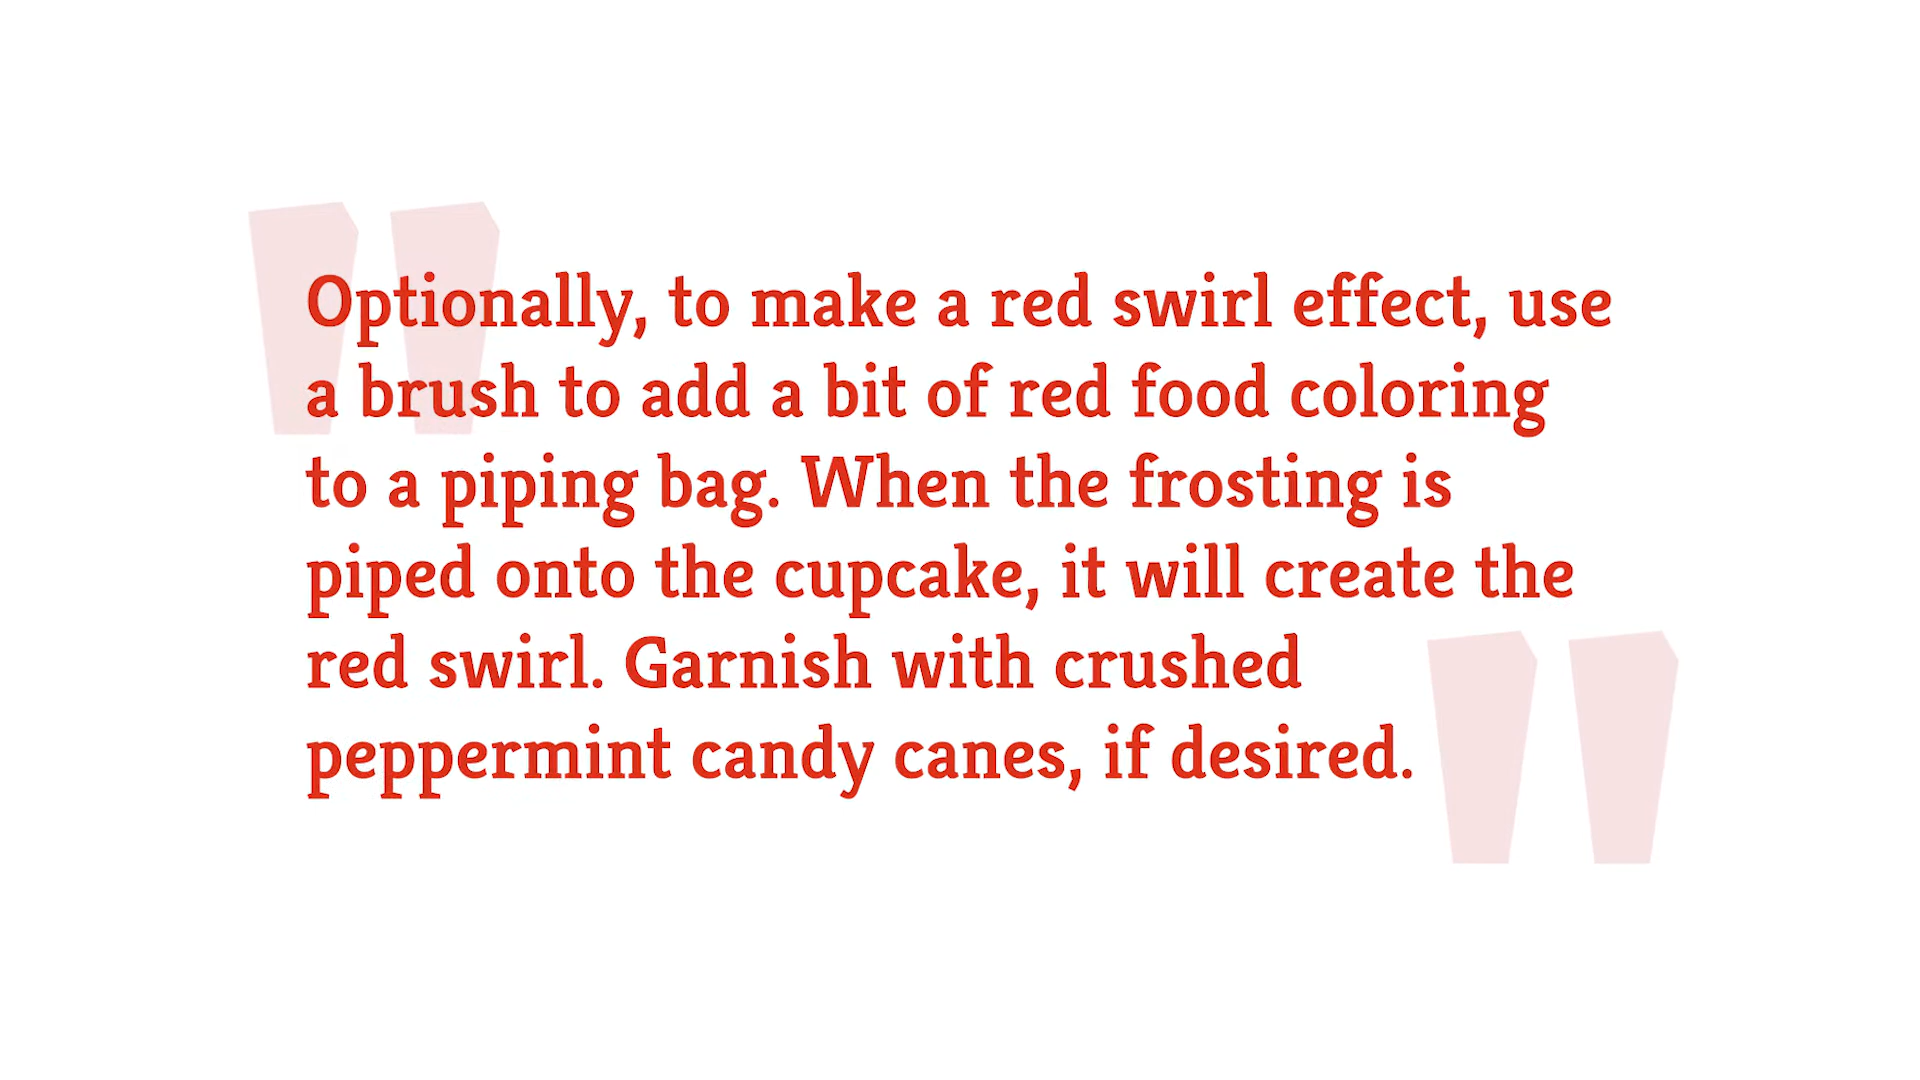 Optionally, to make a red swirl effect, use
a brush to add a bit of red food coloring
to a piping bag. When the frosting is
piped onto the cupcake, it will create the
red swirl. Garnish with crushed
peppermint candy canes, if desired.